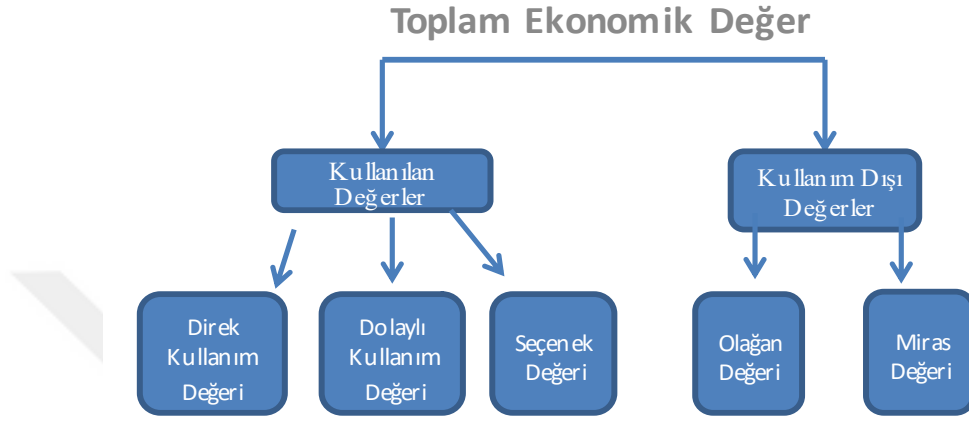 Toplam Ekonomik Değer
Kullanılan
Değerler
Kullanım Dışı
Değerler
Direk
Kullanım
Değeri
Dolaylı
Kullanım
Değeri
Seçenek
Değeri
Olağan
Değeri
Miras
Değeri